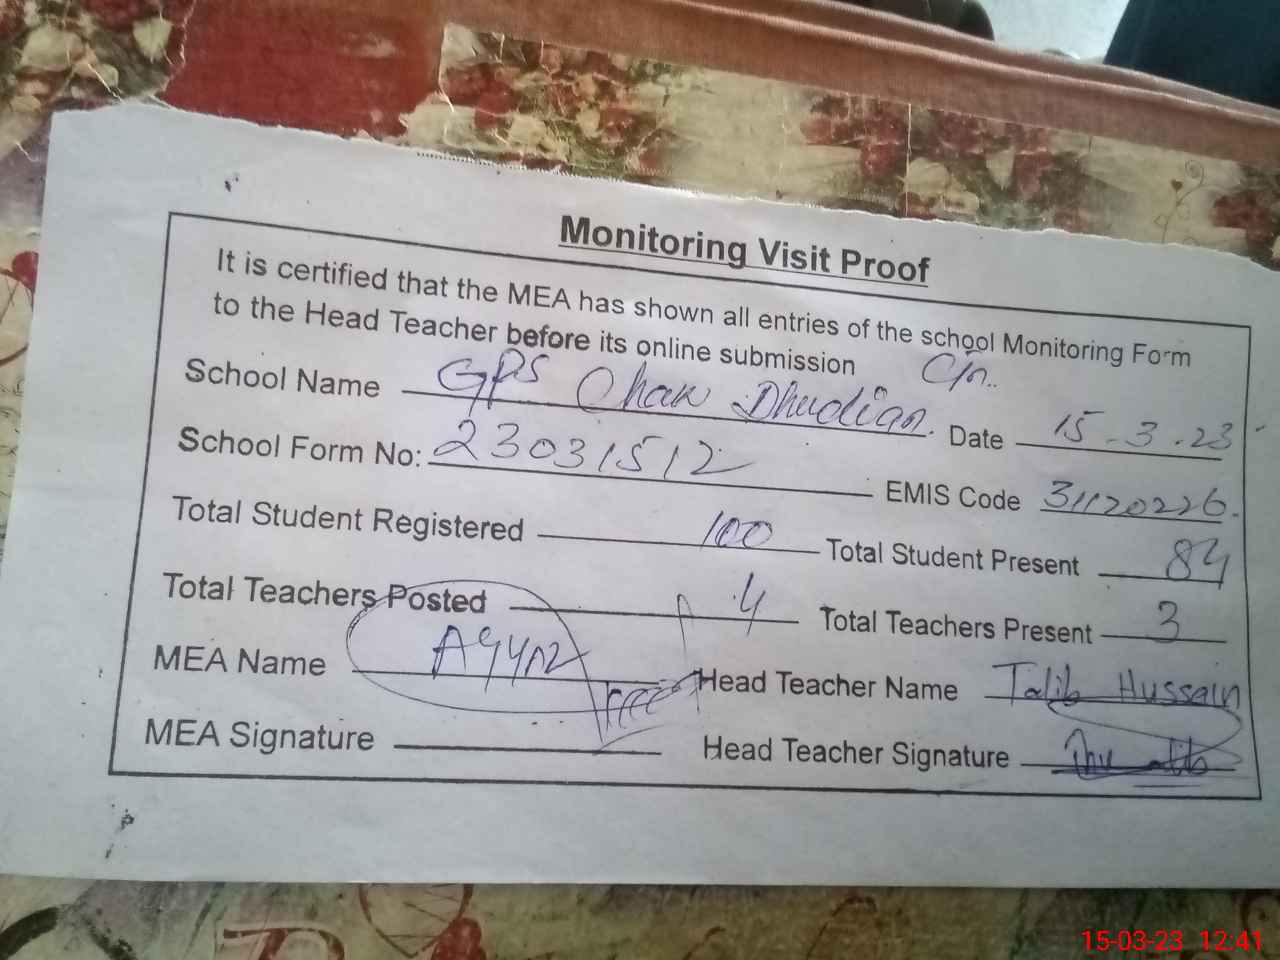 Monitoring Visit Proof
It is certified that the MEA has shown all entries of the school Monitoring Form
to the Head Teacher before its online submission
School Name GPS Chak Dhudian. Date 15-3.23
School Form No: 23031512 EMIS Code 31120226.
Total Student Registered 100 Total Student Present 84
Total Teachers Posted 4 Total Teachers Present 3
MEA Name Head Teacher Name Talib Hussain
MEA Signature Head Teacher Signature
15-03-23 12:41